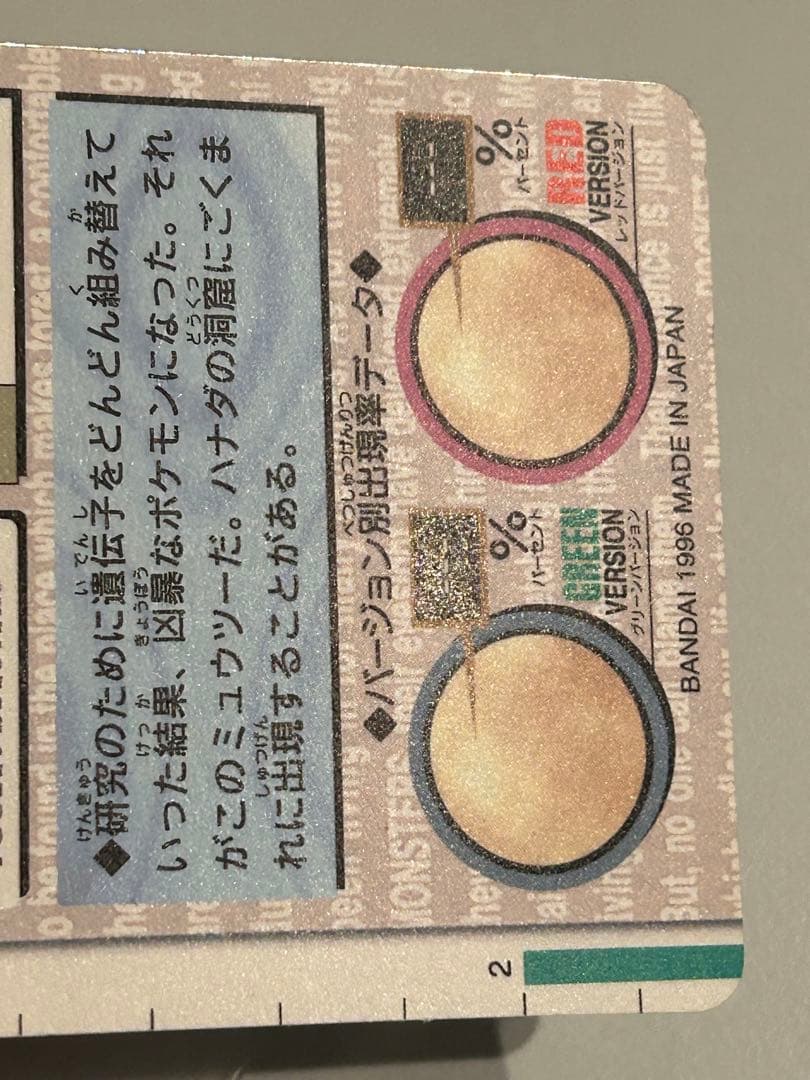 ◆研究のために遺伝子をどんどん組み替えて
いった結果、凶暴なポケモンになった。それ
がこのミュウツーだ。ハナダの洞窟にごくま
れに出現することがある。
◆バージョン別出現率データ◆
---%
パーセント
GREEN
VERSION
グリーンバージョン
---%
パーセント
RED
VERSION
レッドバージョン
BANDAI 1996 MADE IN JAPAN
2